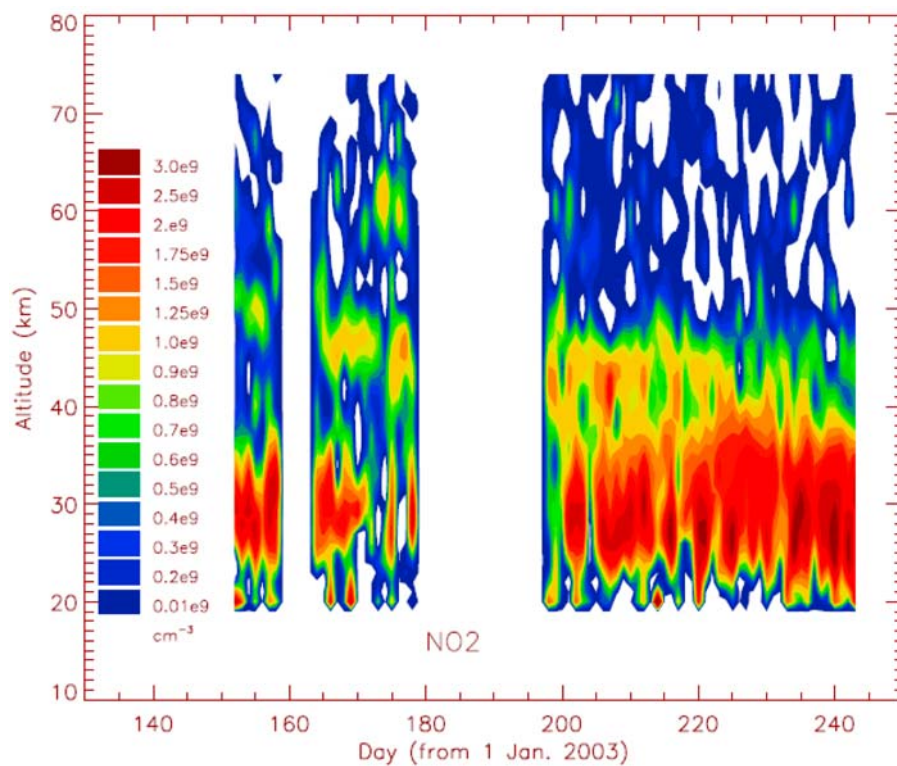 80
70
60
50
40
30
20
10
Altitude (km)
3.0e9
2.5e9
2e9
1.75e9
1.5e9
1.25e9
1.0e9
0.9e9
0.8e9
0.7e9
0.6e9
0.5e9
0.4e9
0.3e9
0.2e9
0.01e9
cm⁻³
NO2
140 160 180 200 220 240
Day (from 1 Jan. 2003)